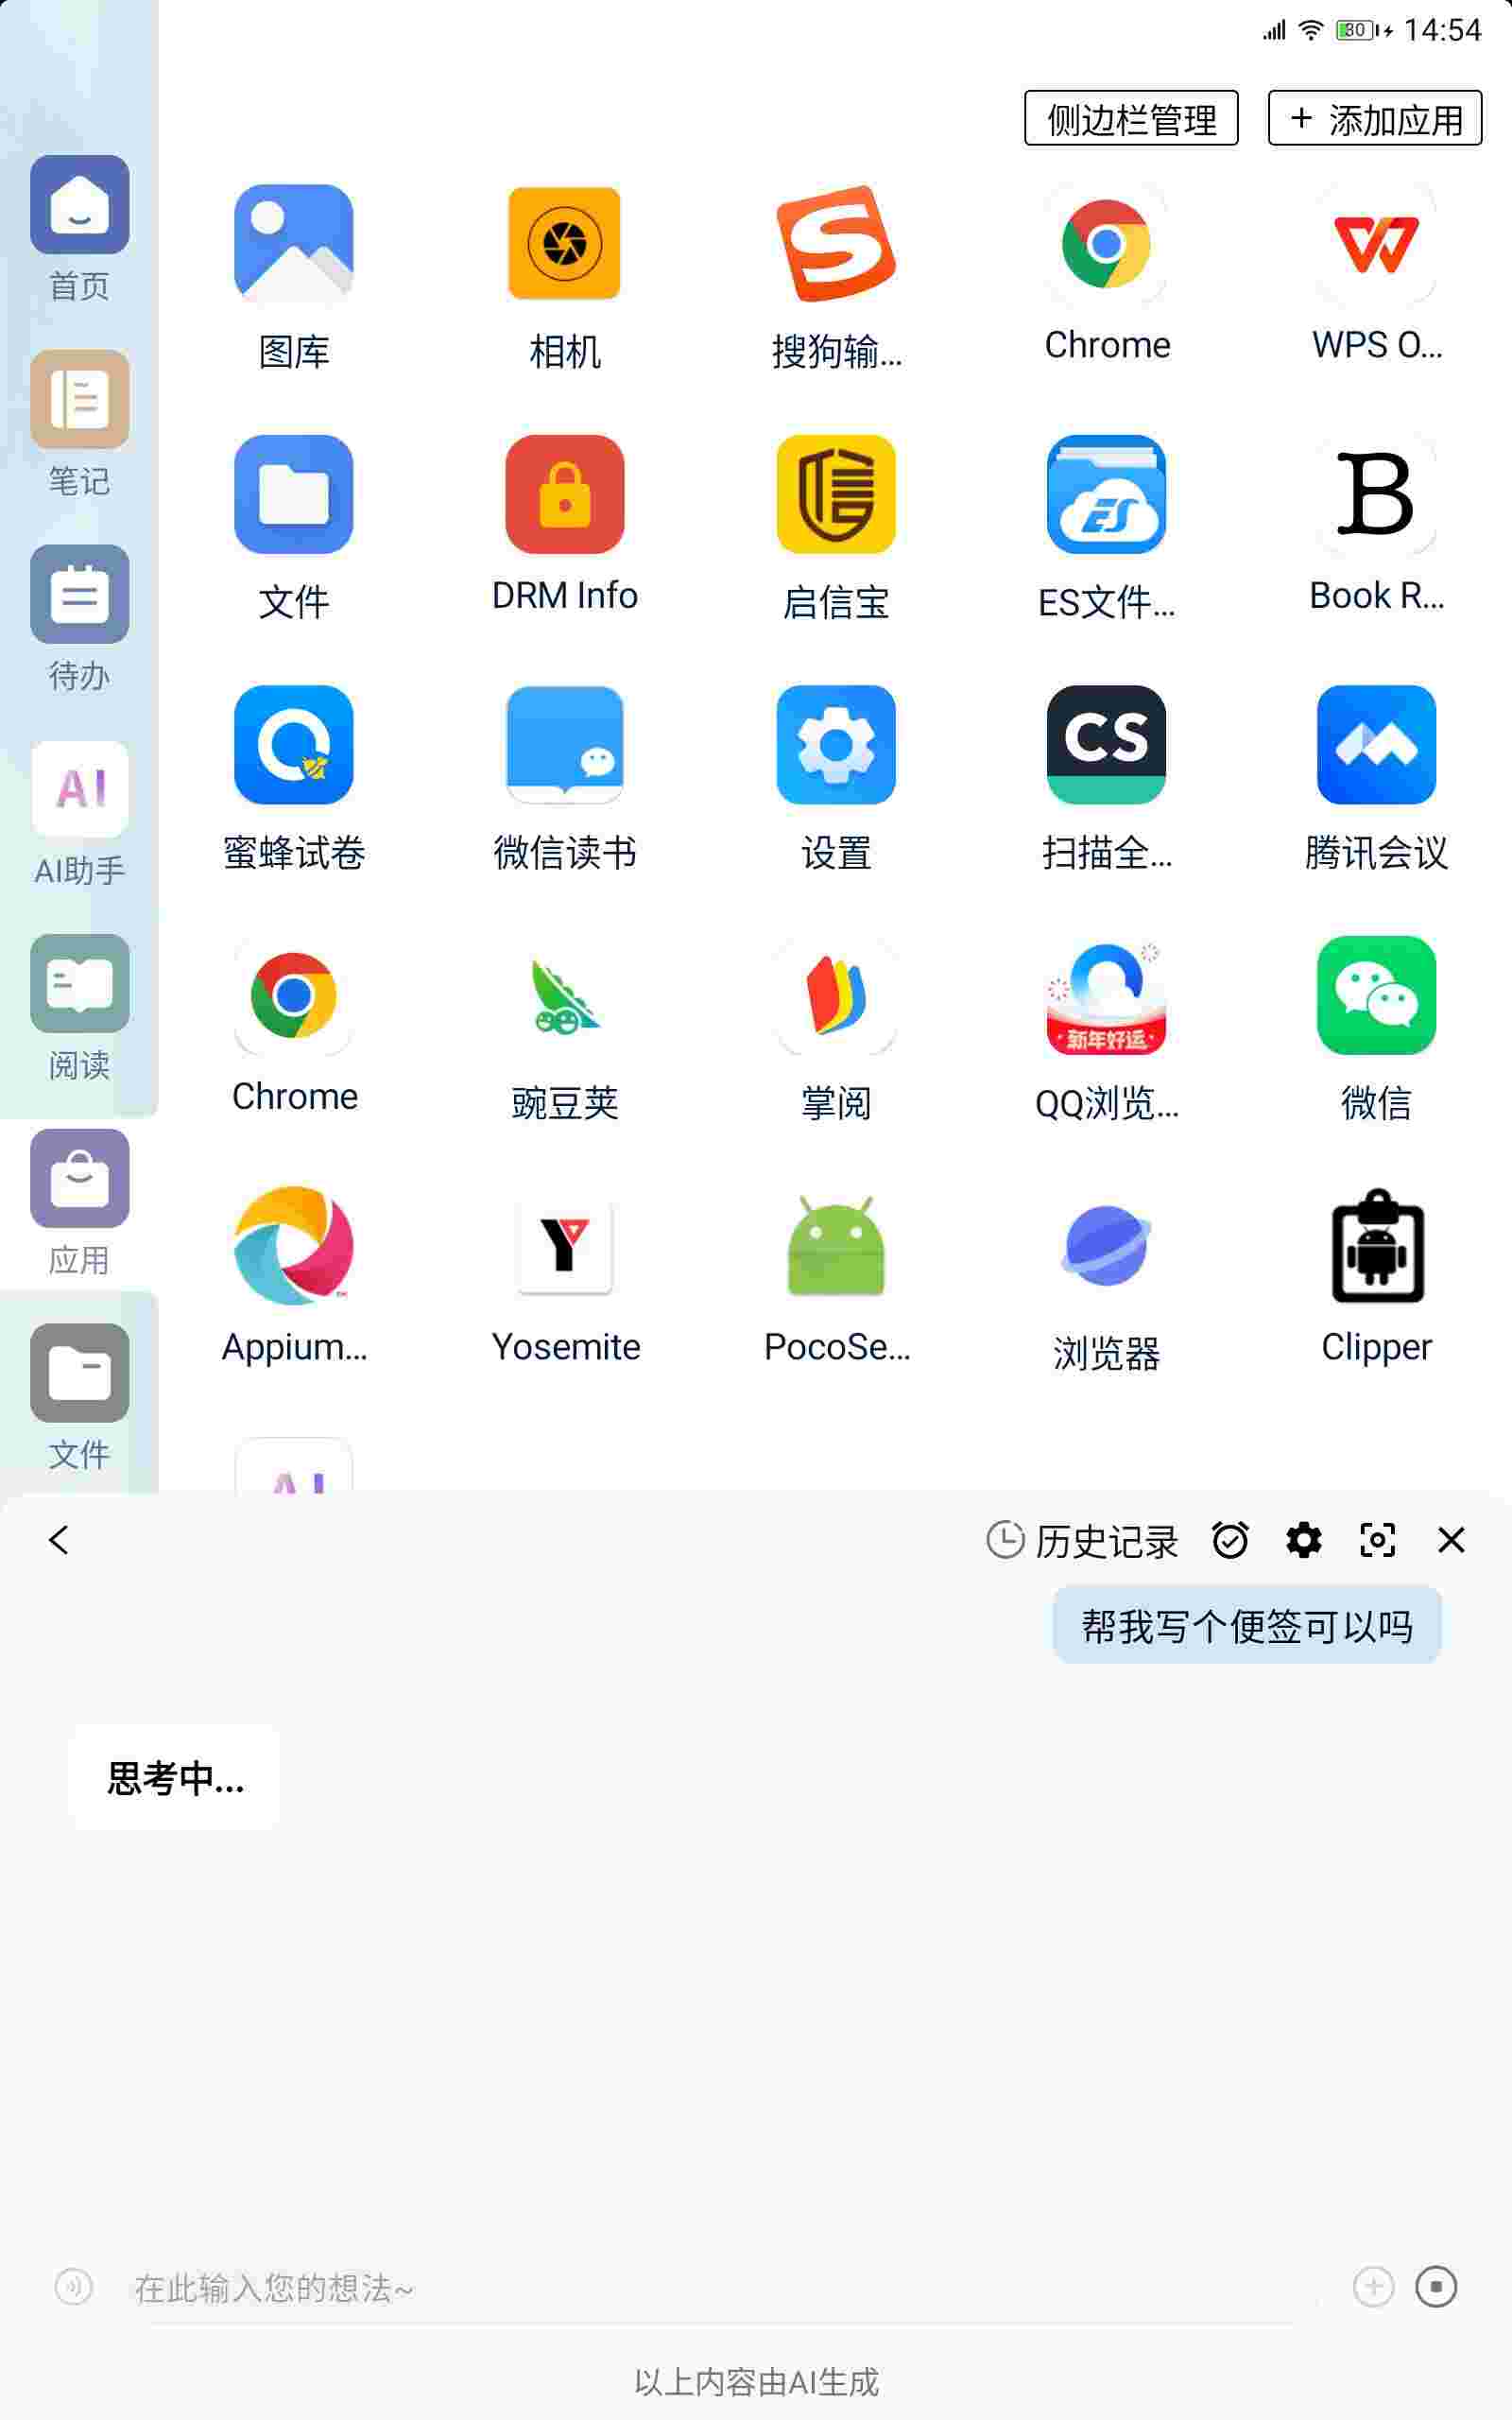 30 14:54
侧边栏管理 + 添加应用
首页
笔记
待办
AI
AI助手
阅读
应用
文件
图库 相机 搜狗输... Chrome WPS O...
文件 DRM Info 启信宝 ES文件... Book R...
蜜蜂试卷 微信读书 设置 扫描全... 腾讯会议
新年好运
Chrome 豌豆荚 掌阅 QQ浏览... 微信
Appium... Yosemite PocoSe... 浏览器 Clipper
历史记录
帮我写个便签可以吗
思考中...
在此输入您的想法~
以上内容由AI生成